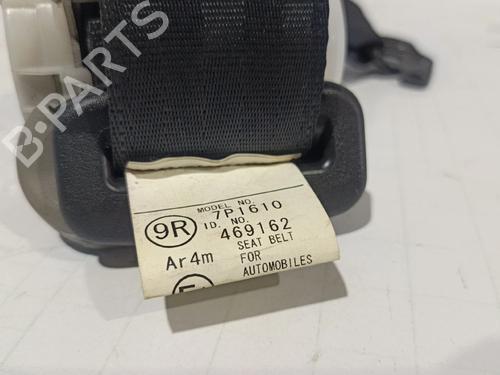 B-PARTS
MODEL NO.
9R 7P1610
ID. NO.
469162
SEAT BELT
Ar4m FOR
AUTOMOBILES
E